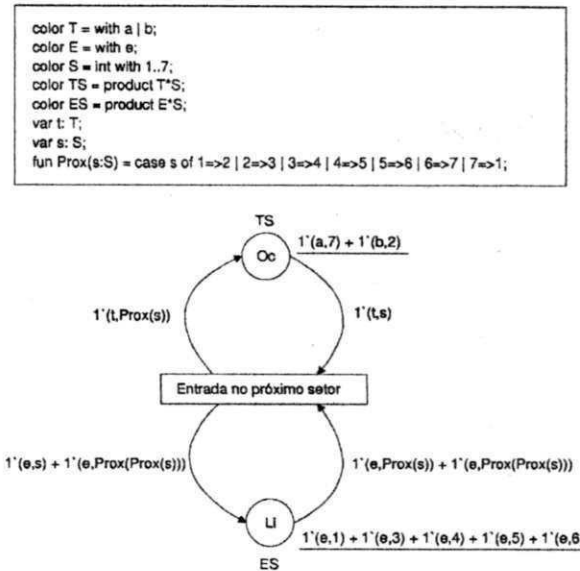 color T = with a | b;
color E = with e;
color S = int with 1..7;
color TS = product T*S;
color ES = product E*S;
var t: T;
var s: S;
fun Prox(s:S) = case s of 1=>2 | 2=>3 | 3=>4 | 4=>5 | 5=>6 | 6=>7 | 7=>1;
TS
Oc
1`(a,7) + 1`(b,2)
1`(t,Prox(s))
1`(t,s)
Entrada no próximo setor
1`(e,s) + 1`(e,Prox(Prox(s)))
1`(e,Prox(s)) + 1`(e,Prox(Prox(s)))
Li
1`(e,1) + 1`(e,3) + 1`(e,4) + 1`(e,5) + 1`(e,6
ES